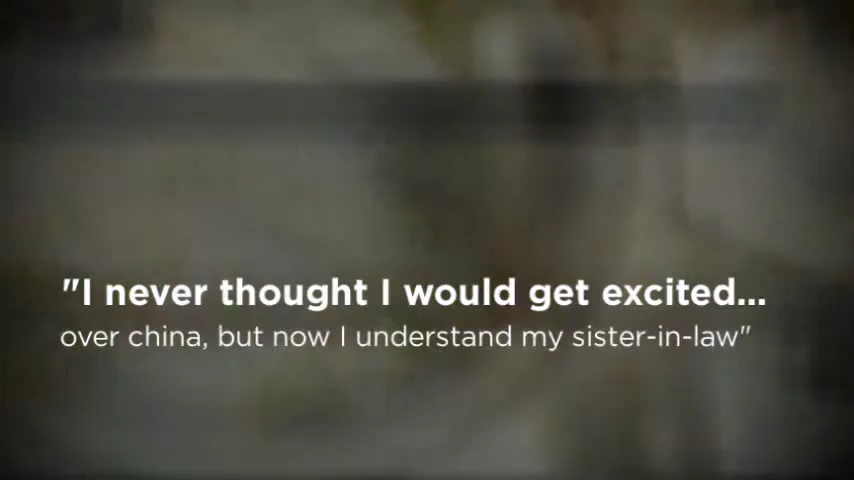 "I never thought I would get excited...
over china, but now I understand my sister-in-law"